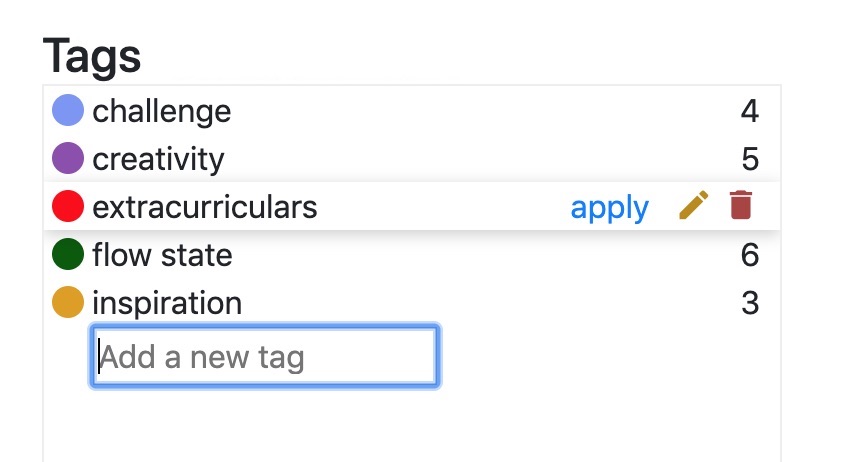 Tags
challenge 4
creativity 5
extracurriculars apply
flow state 6
inspiration 3
Add a new tag